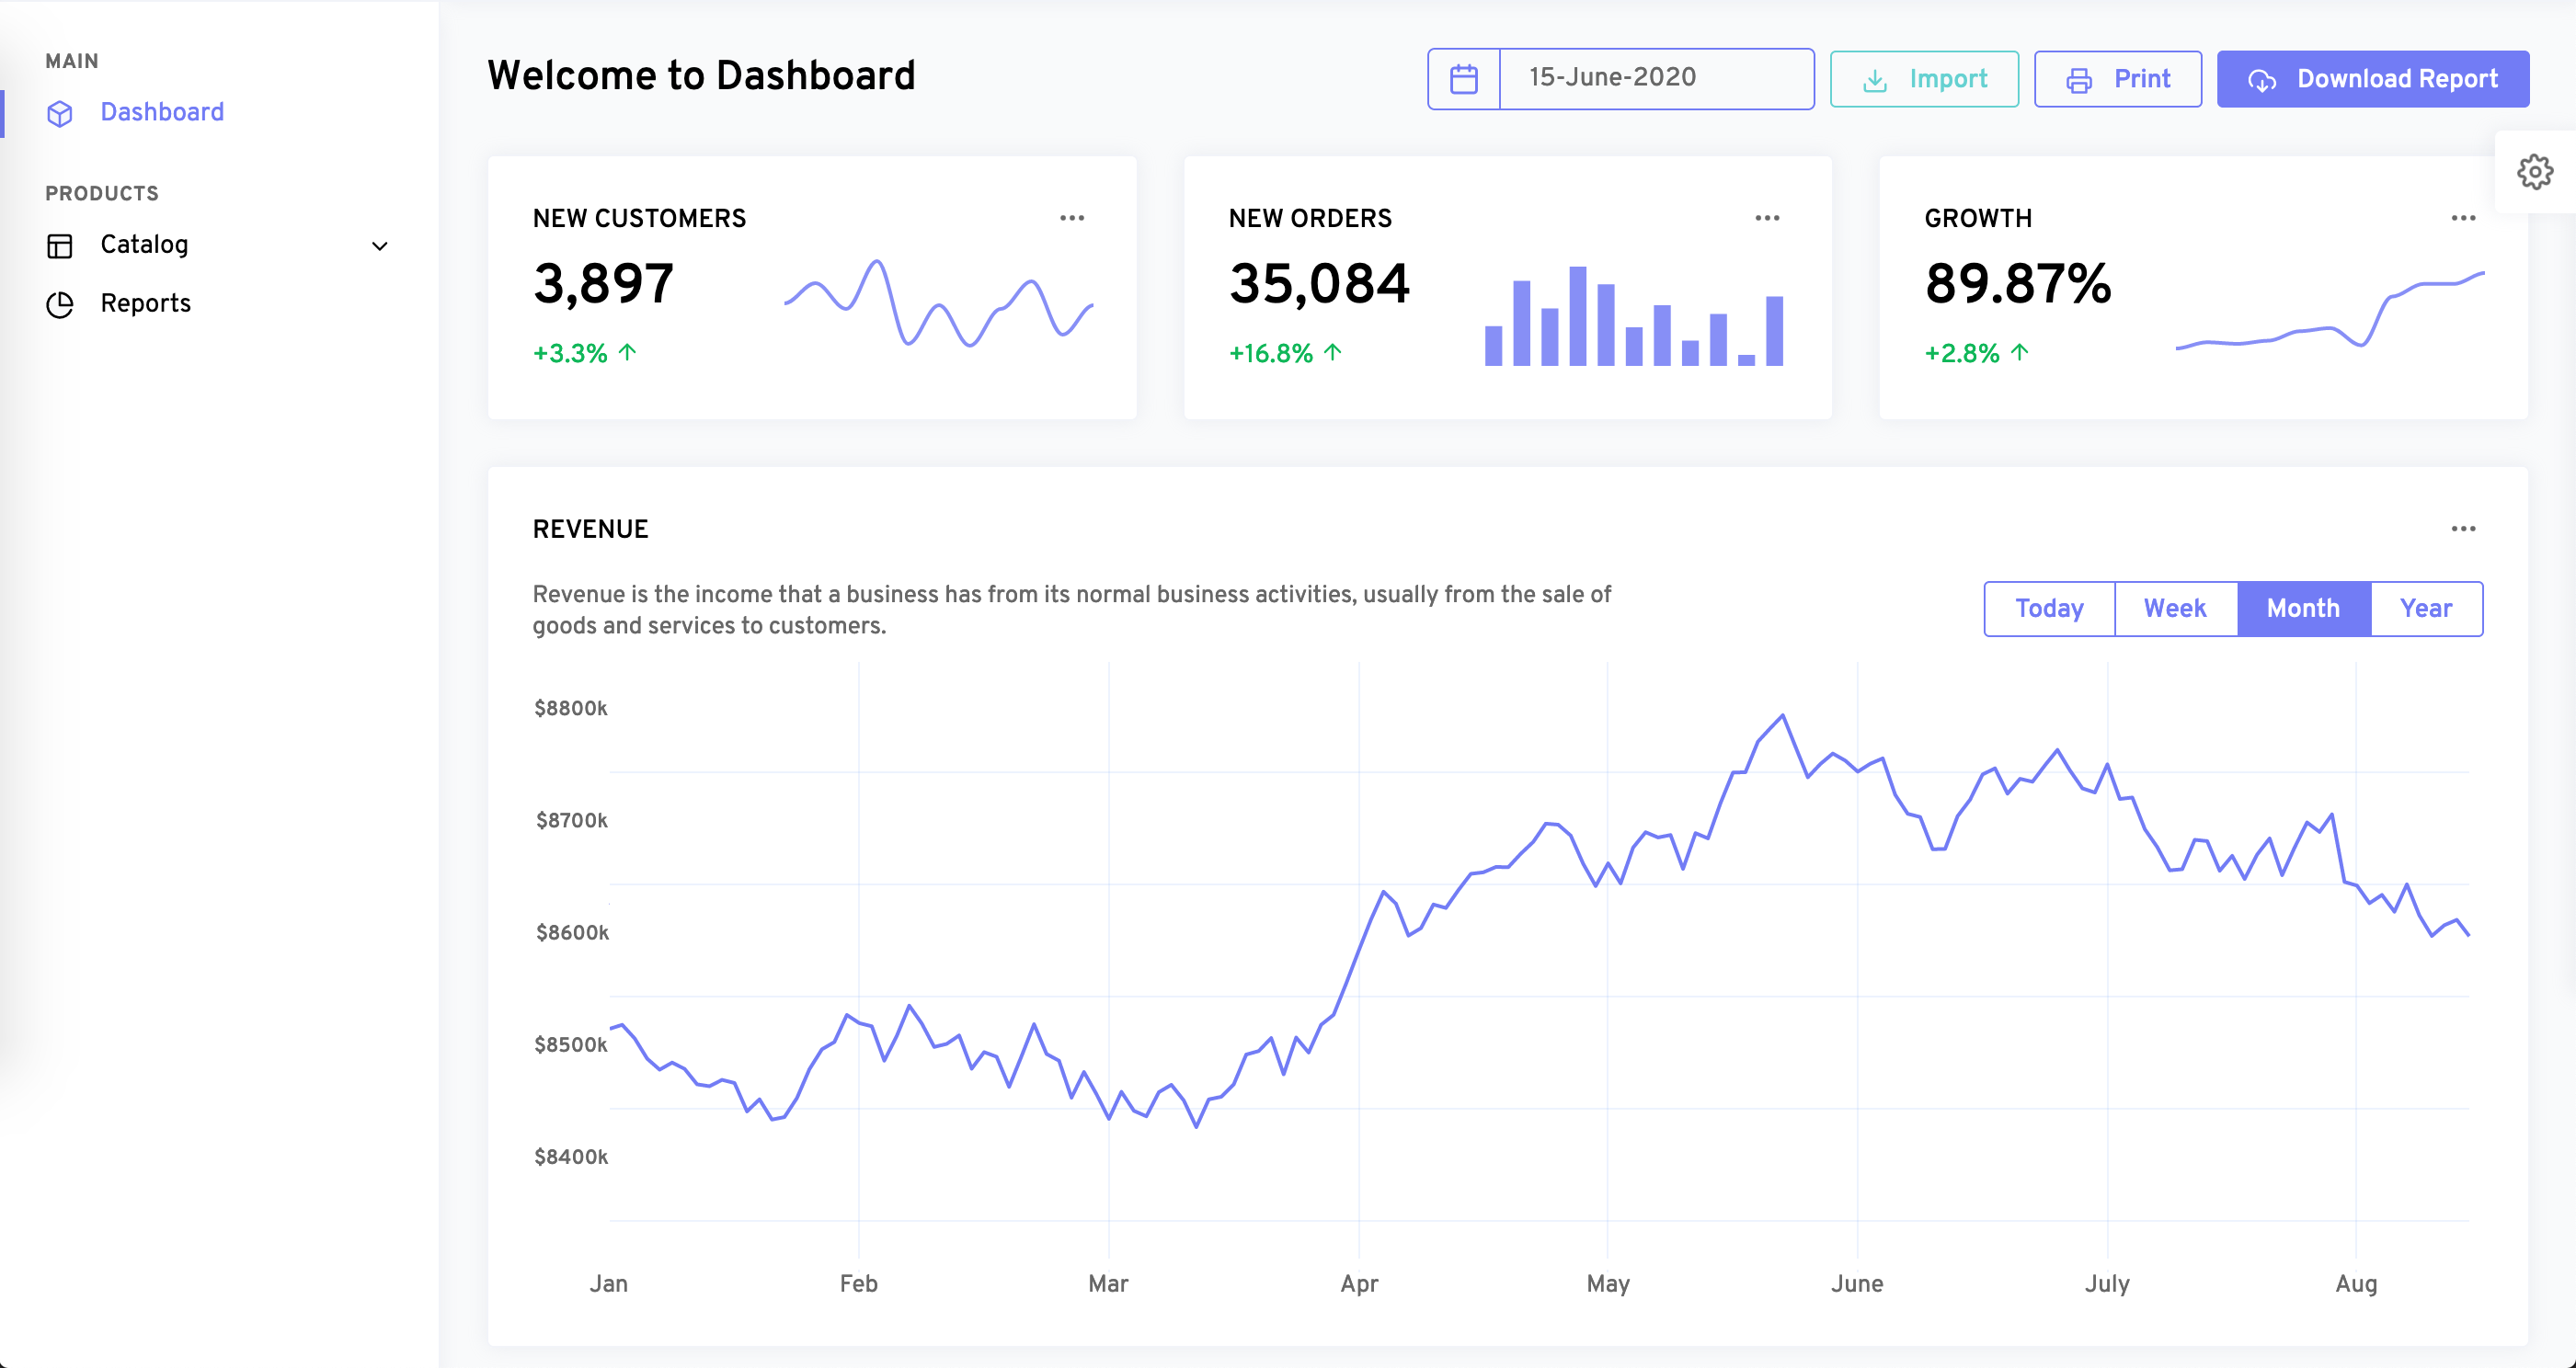 MAIN
Dashboard
PRODUCTS
Catalog
Reports
Welcome to Dashboard
15-June-2020
Import
Print
Download Report
NEW CUSTOMERS
3,897
+3.3%
NEW ORDERS
35,084
+16.8%
GROWTH
89.87%
+2.8%
REVENUE
Revenue is the income that a business has from its normal business activities, usually from the sale of
goods and services to customers.
Today Week Month Year
$8800k
$8700k
$8600k
$8500k
$8400k
Jan Feb Mar Apr May June July Aug